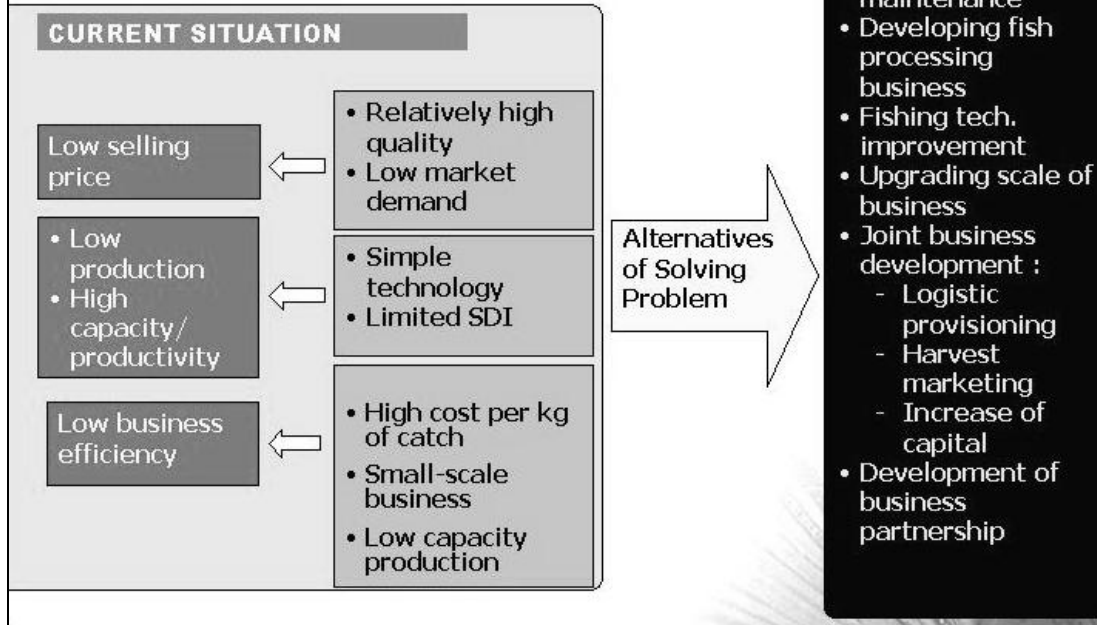 CURRENT SITUATION
Low selling
price
• Relatively high
quality
• Low market
demand
• Low
production
• High
capacity/
productivity
• Simple
technology
• Limited SDI
Low business
efficiency
• High cost per kg
of catch
• Small-scale
business
• Low capacity
production
Alternatives
of Solving
Problem
maintenance
• Developing fish
processing
business
• Fishing tech.
improvement
• Upgrading scale of
business
• Joint business
development :
- Logistic
provisioning
- Harvest
marketing
- Increase of
capital
• Development of
business
partnership